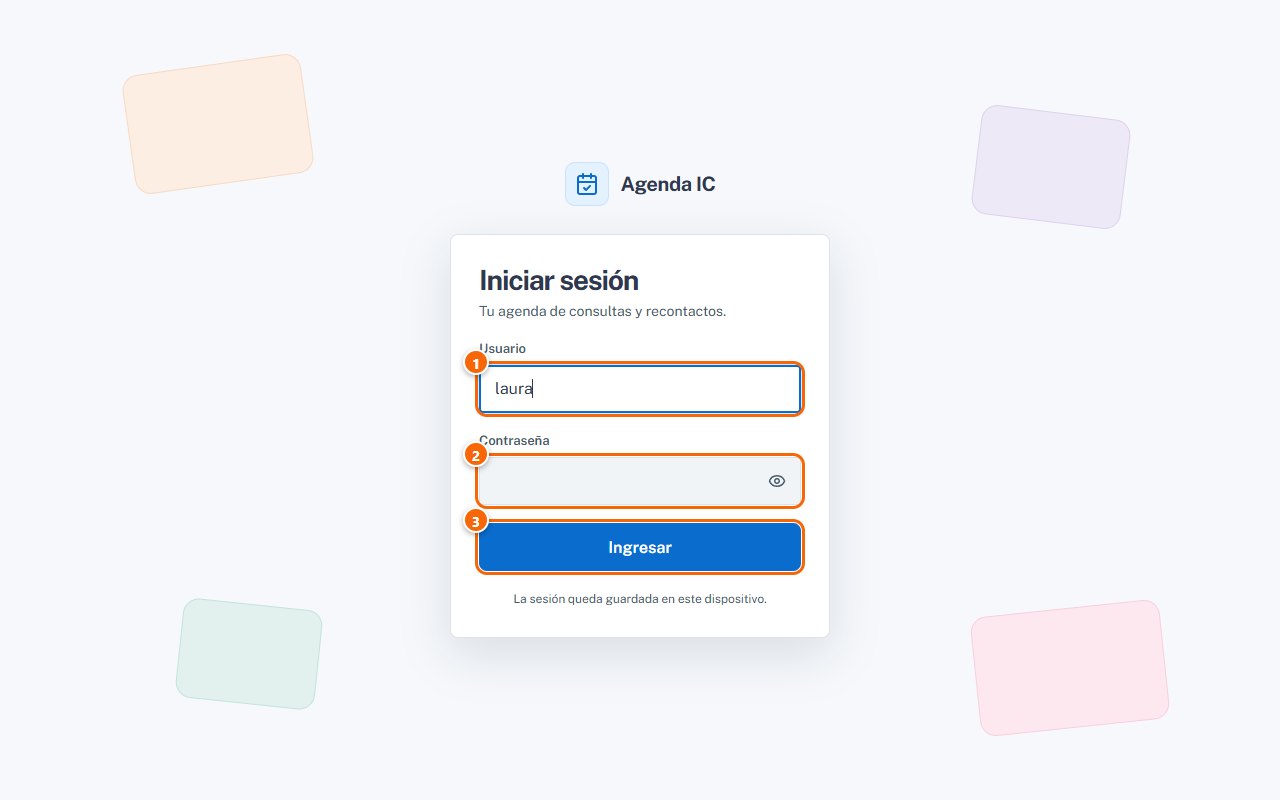 Agenda IC
Iniciar sesión
Tu agenda de consultas y recontactos.
Usuario
1
laura
Contraseña
2
3
Ingresar
La sesión queda guardada en este dispositivo.